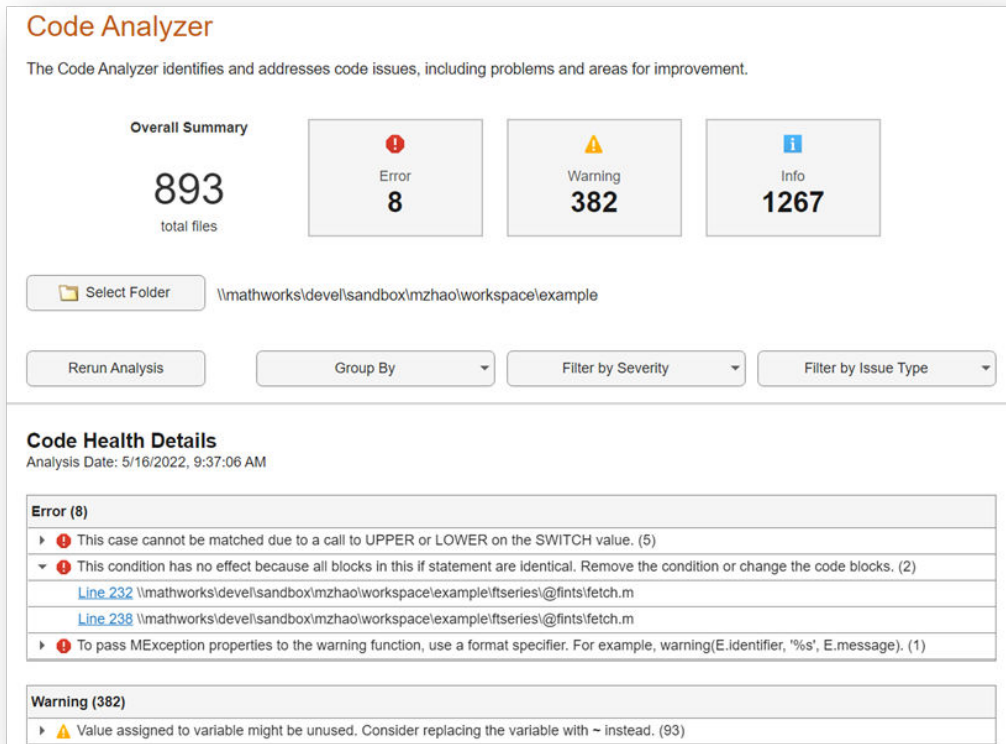 Code Analyzer
The Code Analyzer identifies and addresses code issues, including problems and areas for improvement.
Overall Summary
893
total files
Error
8
Warning
382
Info
1267
Select Folder
\\mathworks\devel\sandbox\mzhao\workspace\example
Rerun Analysis
Group By
Filter by Severity
Filter by Issue Type
Code Health Details
Analysis Date: 5/16/2022, 9:37:06 AM
Error (8)
This case cannot be matched due to a call to UPPER or LOWER on the SWITCH value. (5)
This condition has no effect because all blocks in this if statement are identical. Remove the condition or change the code blocks. (2)
Line 232 \\mathworks\devel\sandbox\mzhao\workspace\example\ftseries\@fints\fetch.m
Line 238 \\mathworks\devel\sandbox\mzhao\workspace\example\ftseries\@fints\fetch.m
To pass MException properties to the warning function, use a format specifier. For example, warning(E.identifier, '%s', E.message). (1)
Warning (382)
Value assigned to variable might be unused. Consider replacing the variable with ~ instead. (93)